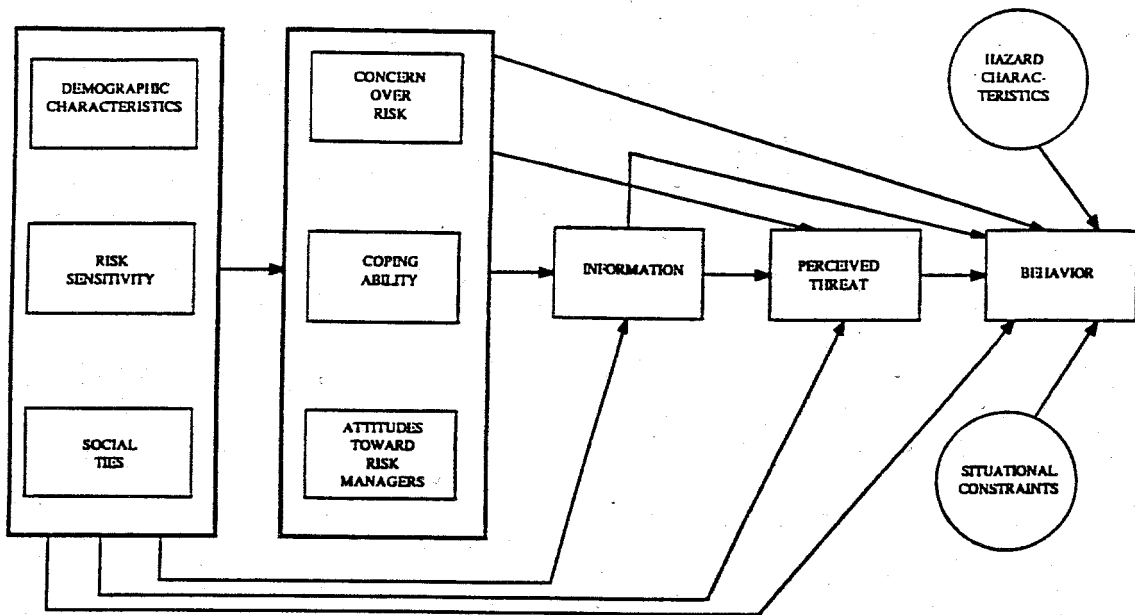 DEMOGRAPHIC
CHARACTERISTICS
RISK
SENSITIVITY
SOCIAL
TIES
CONCERN
OVER
RISK
COPING
ABILITY
ATTITUDES
TOWARD
RISK
MANAGERS
INFORMATION
PERCEIVED
THREAT
HAZARD
CHARAC-
TERISTICS
BEHAVIOR
SITUATIONAL
CONSTRAINTS